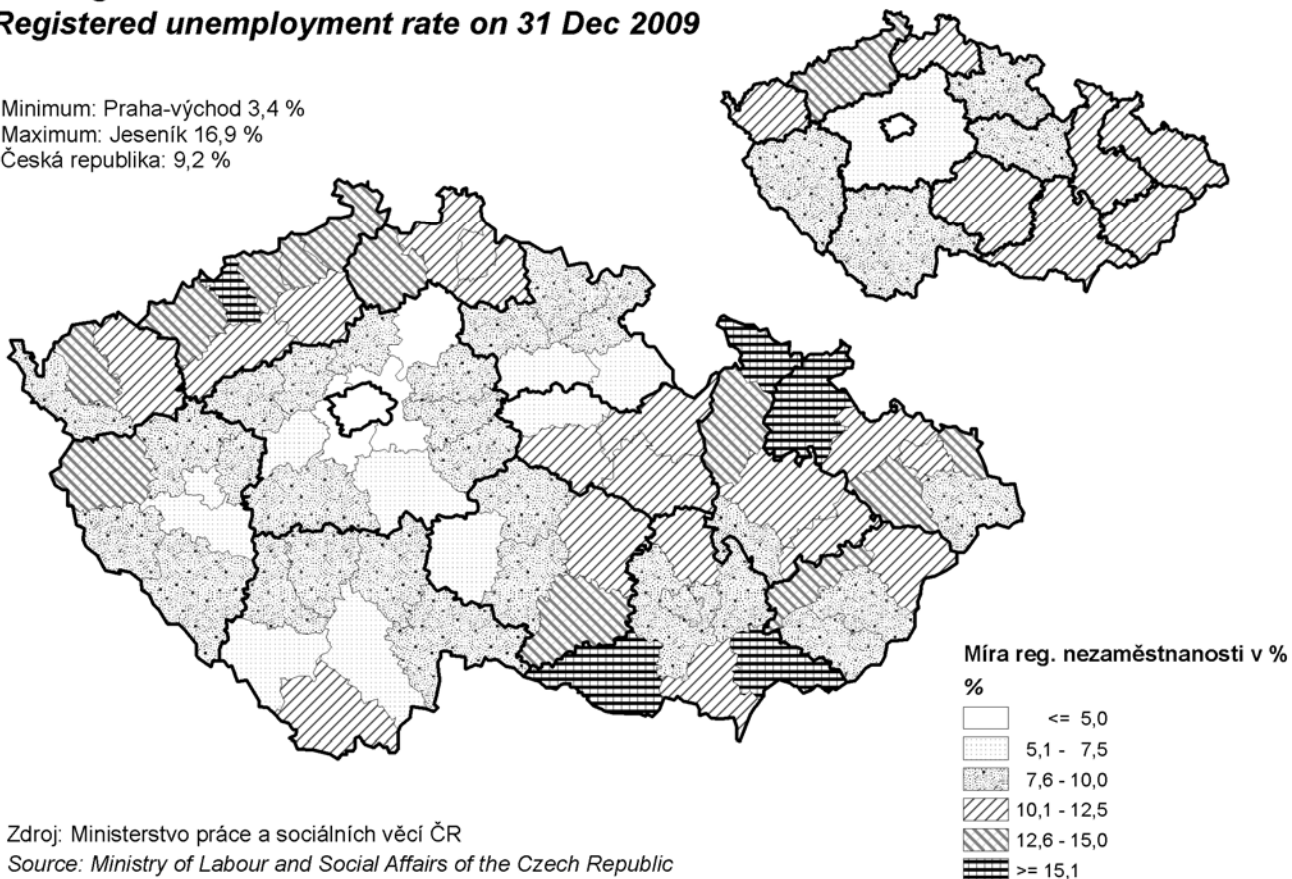 Registered unemployment rate on 31 Dec 2009
Minimum: Praha-východ 3,4 %
Maximum: Jeseník 16,9 %
Česká republika: 9,2 %
Míra reg. nezaměstnanosti v %
%
<= 5,0
5,1 - 7,5
7,6 - 10,0
10,1 - 12,5
12,6 - 15,0
>= 15,1
Zdroj: Ministerstvo práce a sociálních věcí ČR
Source: Ministry of Labour and Social Affairs of the Czech Republic